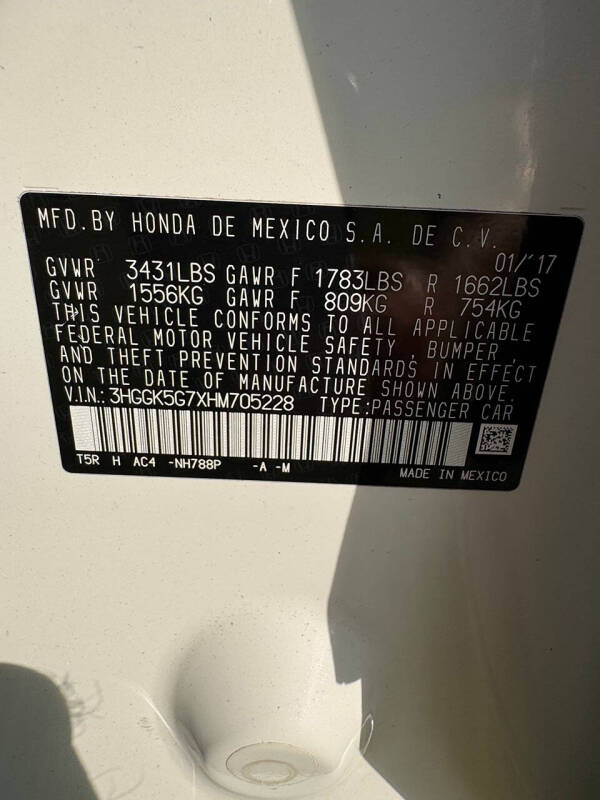 MFD. BY HONDA DE MEXICO S.A. DE C.V.
01/'17
GVWR 3431LBS GAWR F 1783LBS R 1662LBS
GVWR 1556KG GAWR F 809KG R 754KG
THIS VEHICLE CONFORMS TO ALL APPLICABLE
FEDERAL MOTOR VEHICLE SAFETY, BUMPER,
AND THEFT PREVENTION STANDARDS IN EFFECT
ON THE DATE OF MANUFACTURE SHOWN ABOVE.
V.I.N.: 3HGGK5G7XHM705228 TYPE:PASSENGER CAR
T5R H AC4 -NH788P -A -M
MADE IN MEXICO